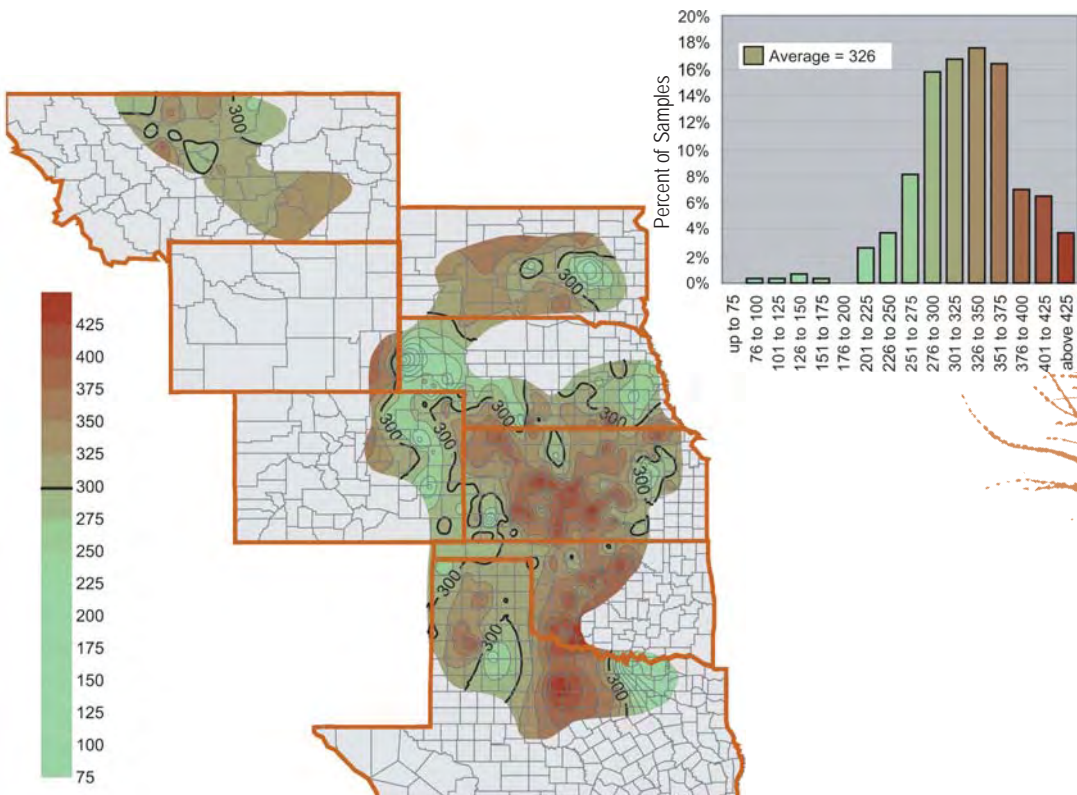 20%
18%
16%
14%
12%
10%
8%
6%
4%
2%
0%
Percent of Samples
Average = 326
up to 75
76 to 100
101 to 125
126 to 150
151 to 175
176 to 200
201 to 225
226 to 250
251 to 275
276 to 300
301 to 325
326 to 350
351 to 375
376 to 400
401 to 425
above 425
300
300
300
300
300
300
300
300
300
300
300
300
425
400
375
350
325
300
275
250
225
200
175
150
125
100
75